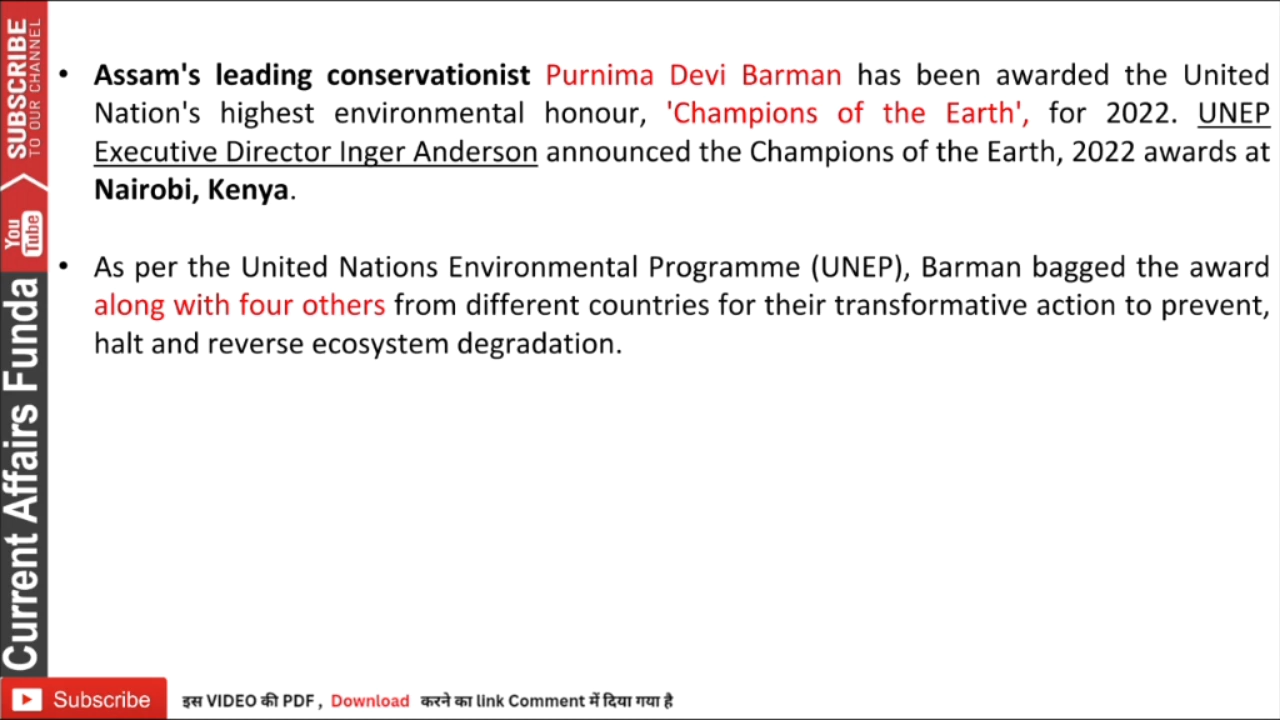 SUBSCRIBE
TO OUR CHANNEL
You
Tube
Current Affairs Funda
• Assam's leading conservationist Purnima Devi Barman has been awarded the United
Nation's highest environmental honour, 'Champions of the Earth', for 2022. UNEP
Executive Director Inger Anderson announced the Champions of the Earth, 2022 awards at
Nairobi, Kenya.
• As per the United Nations Environmental Programme (UNEP), Barman bagged the award
along with four others from different countries for their transformative action to prevent,
halt and reverse ecosystem degradation.
Subscribe
इस VIDEO की PDF , Download करने का link Comment में दिया गया है